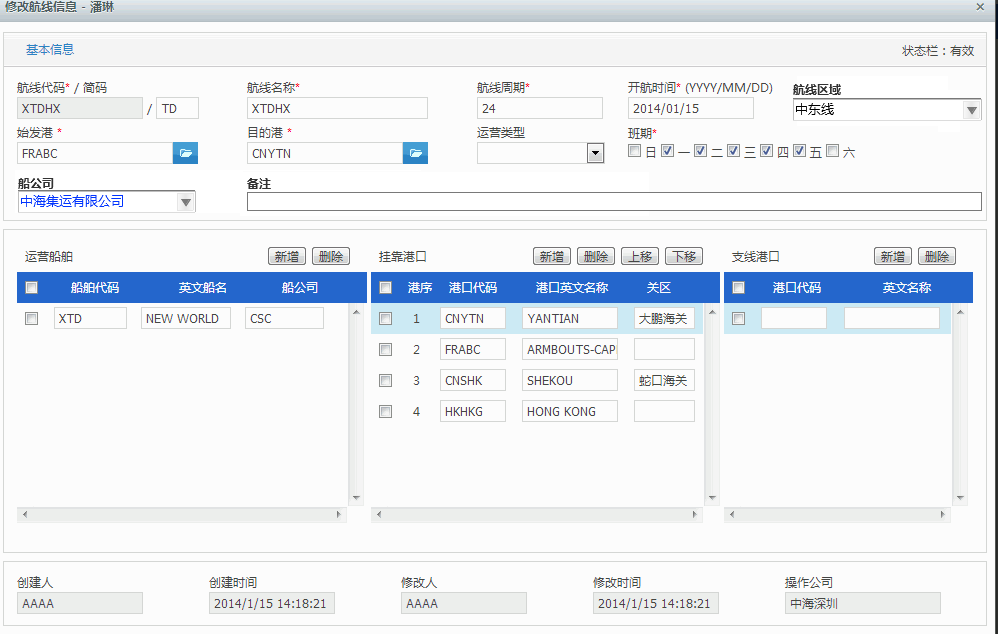 修改航线信息 - 潘琳
基本信息 状态栏：有效
航线代码* / 简码 航线名称* 航线周期* 开航时间* (YYYY/MM/DD) 航线区域
XTDHX / TD XTDHX 24 2014/01/15 中东线
始发港 * 目的港 * 运营类型 班期*
FRABC CNYTN 日 一 二 三 四 五 六
船公司 备注
中海集运有限公司
运营船舶 新增 删除 挂靠港口 新增 删除 上移 下移 支线港口 新增 删除
船舶代码 英文船名 船公司 港序 港口代码 港口英文名称 关区 港口代码 英文名称
XTD NEW WORLD CSC 1 CNYTN YANTIAN 大鹏海关
2 FRABC ARMBOUTS-CAP
3 CNSHK SHEKOU 蛇口海关
4 HKHKG HONG KONG
创建人 创建时间 修改人 修改时间 操作公司
AAAA 2014/1/15 14:18:21 AAAA 2014/1/15 14:18:21 中海深圳